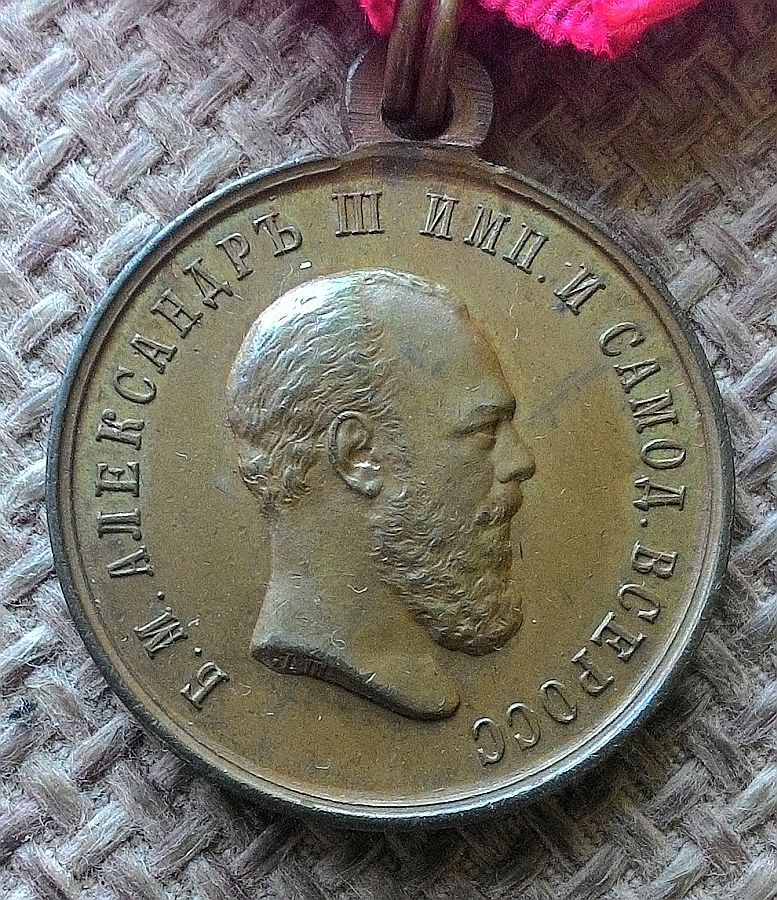 Б. М. АЛЕКСАНДРЪ III ИМП. И САМОД. ВСЕРОСС